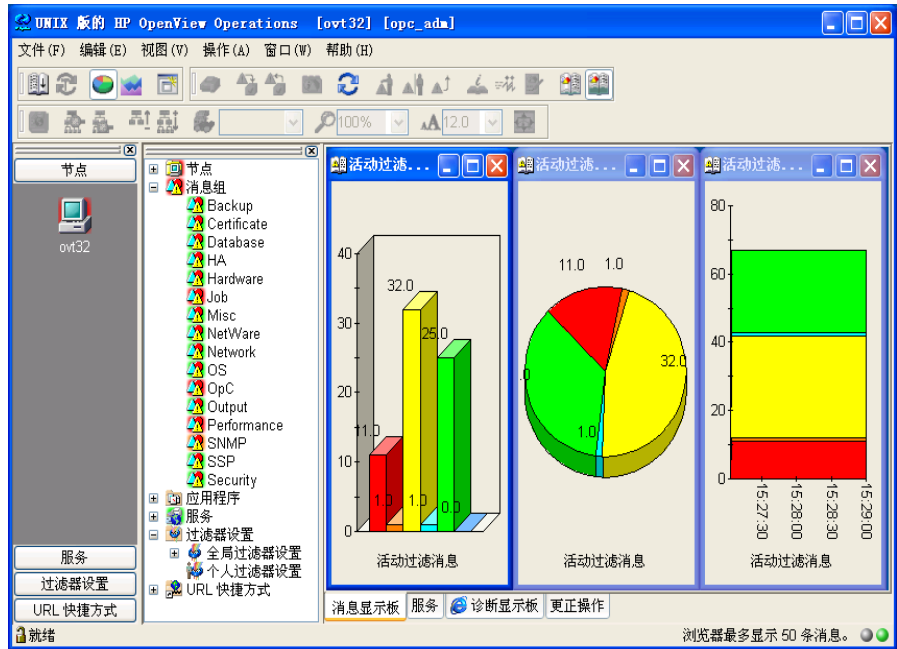 UNIX 版的 HP OpenView Operations [ovt32] [opc_adm]
文件(F) 编辑(E) 视图(V) 操作(A) 窗口(W) 帮助(H)
100%
12.0
节点
ovt32
服务
过滤器设置
URL 快捷方式
节点
消息组
Backup
Certificate
Database
HA
Hardware
Job
Misc
NetWare
Network
OS
OpC
Output
Performance
SNMP
SSP
Security
应用程序
服务
过滤器设置
全局过滤器设置
个人过滤器设置
URL 快捷方式
活动过滤...
40
30
20
10
0
11.0
32.0
25.0
1.0
1.0
0.0
活动过滤消息
活动过滤...
11.0
1.0
32.0
1.0
.0
活动过滤消息
活动过滤...
80
60
40
20
0
15:27:30
15:28:00
15:28:30
15:29:00
活动过滤消息
消息显示板 服务 诊断显示板 更正操作
就绪
浏览器最多显示 50 条消息。